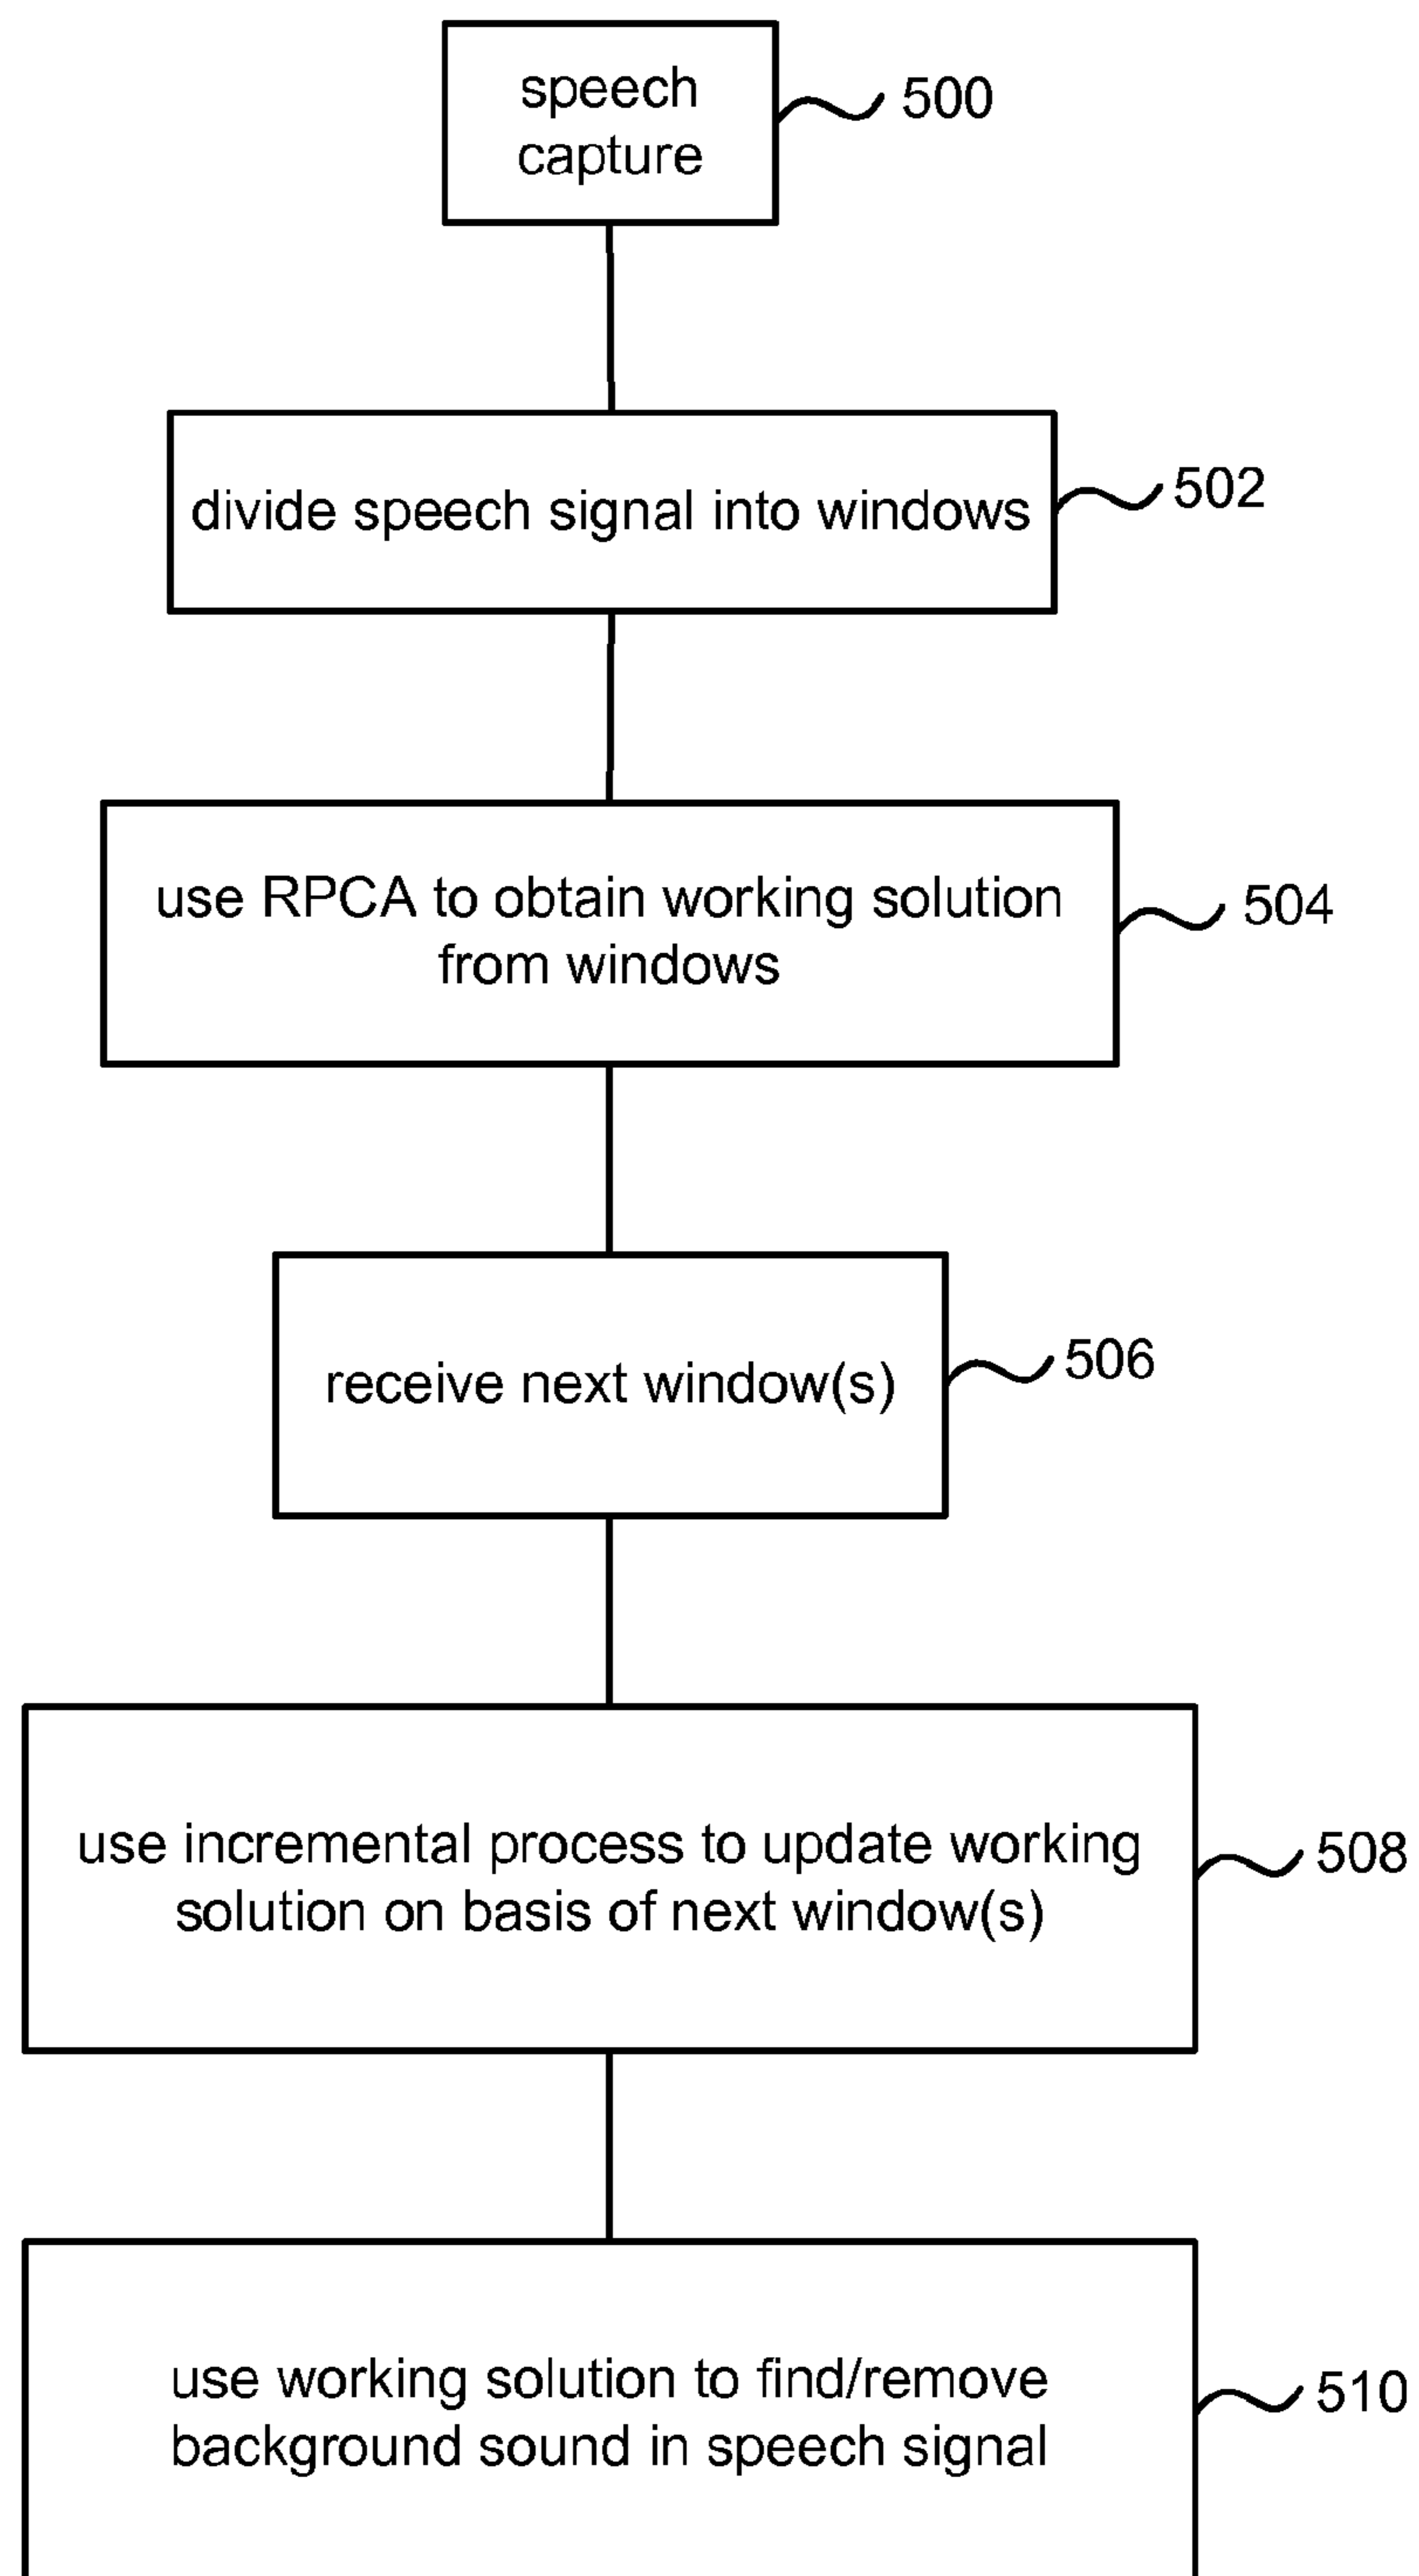 speech
capture
500
divide speech signal into windows
502
use RPCA to obtain working solution
from windows
504
receive next window(s)
506
use incremental process to update working
solution on basis of next window(s)
508
use working solution to find/remove
background sound in speech signal
510